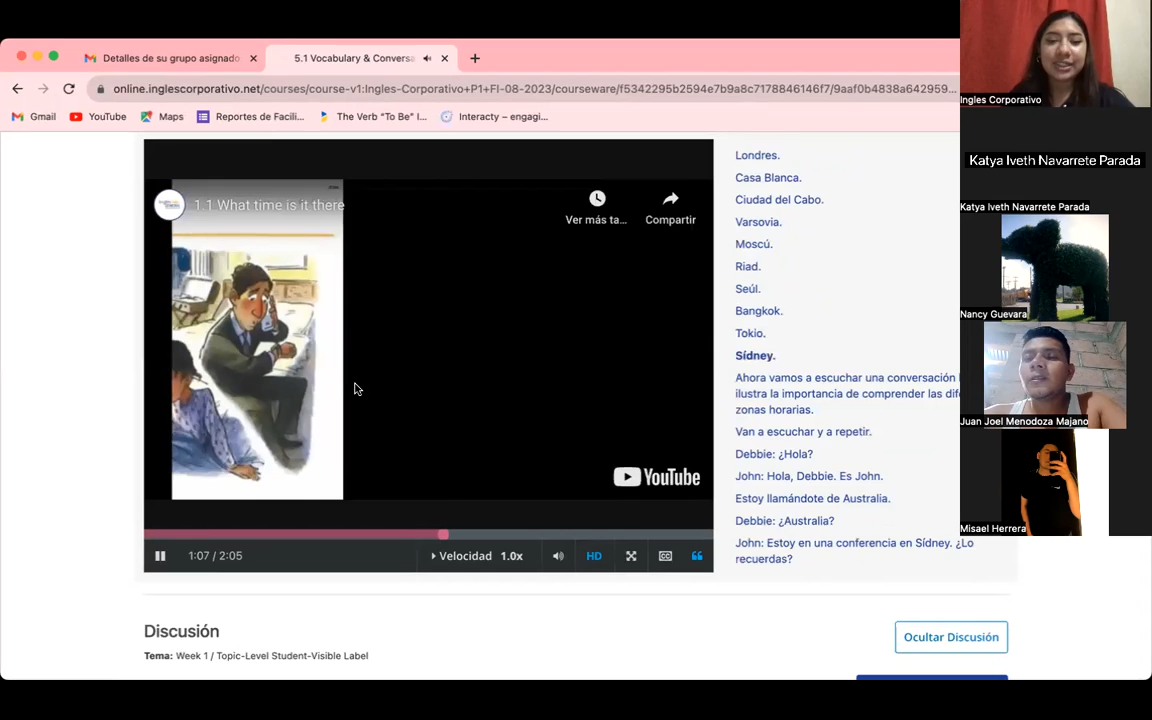 Detalles de su grupo asignado
5.1 Vocabulary & Conversa
online.inglescorporativo.net/courses/course-v1:Ingles-Corporativo+P1+FI-08-2023/courseware/f5342295b2594e7b9a8c7178846146f7/9aaf0b4838a642959...
Gmail
YouTube
Maps
Reportes de Facili...
The Verb “To Be” I...
Interacty – engagi...
1.1 What time is it there
Ver más ta...
Compartir
YouTube
1:07 / 2:05
Velocidad 1.0x
HD
CC
Londres.
Casa Blanca.
Ciudad del Cabo.
Varsovia.
Moscú.
Riad.
Seúl.
Bangkok.
Tokio.
Sídney.
Ahora vamos a escuchar una conversación
ilustra la importancia de comprender las
zonas horarias.
Van a escuchar y a repetir.
Debbie: ¿Hola?
John: Hola, Debbie. Es John.
Estoy llamándote de Australia.
Debbie: ¿Australia?
John: Estoy en una conferencia en Sídney. ¿Lo
recuerdas?
Discusión
Tema: Week 1 / Topic-Level Student-Visible Label
Ocultar Discusión
Ingles Corporativo
Katya Iveth Navarrete Parada
Katya Iveth Navarrete Parada
Nancy Guevara
Juan Joel Mendoza Majano
Misael Herrera